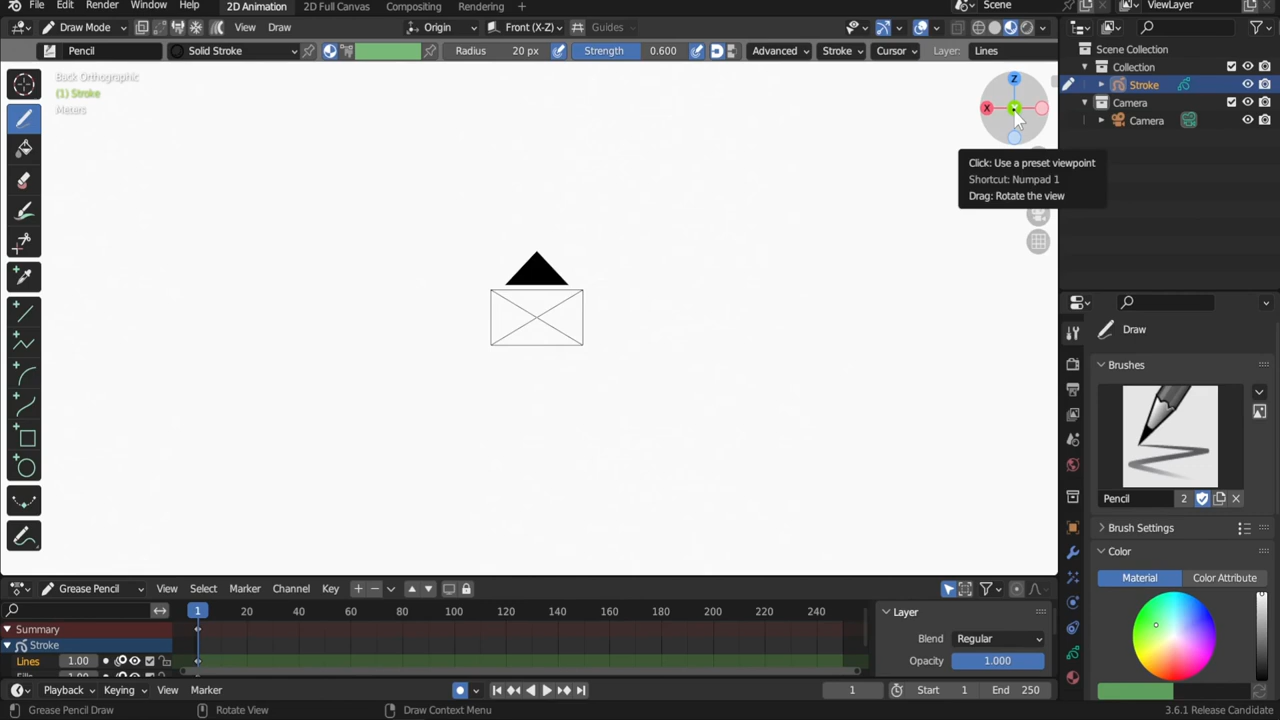 File Edit Render Window Help 2D Animation 2D Full Canvas Compositing Rendering + Scene ViewLayer
Draw Mode View Draw Origin Front (X-Z) Guides
Pencil Solid Stroke Radius 20 px Strength 0.600 Advanced Stroke Cursor Layer: Lines
Back Orthographic
(1) Stroke
Meters
Z
X
Click: Use a preset viewpoint
Shortcut: Numpad 1
Drag: Rotate the view
Scene Collection
Collection
Stroke
Camera
Camera
Draw
Brushes
Pencil 2
Brush Settings
Color
Material Color Attribute
Grease Pencil View Select Marker Channel Key
1 20 40 60 80 100 120 140 160 180 200 220 240
Summary
Stroke
Lines 1.00
Layer
Blend Regular
Opacity 1.000
Playback Keying View Marker 1 Start 1 End 250
Grease Pencil Draw Rotate View Draw Context Menu 3.6.1 Release Candidate